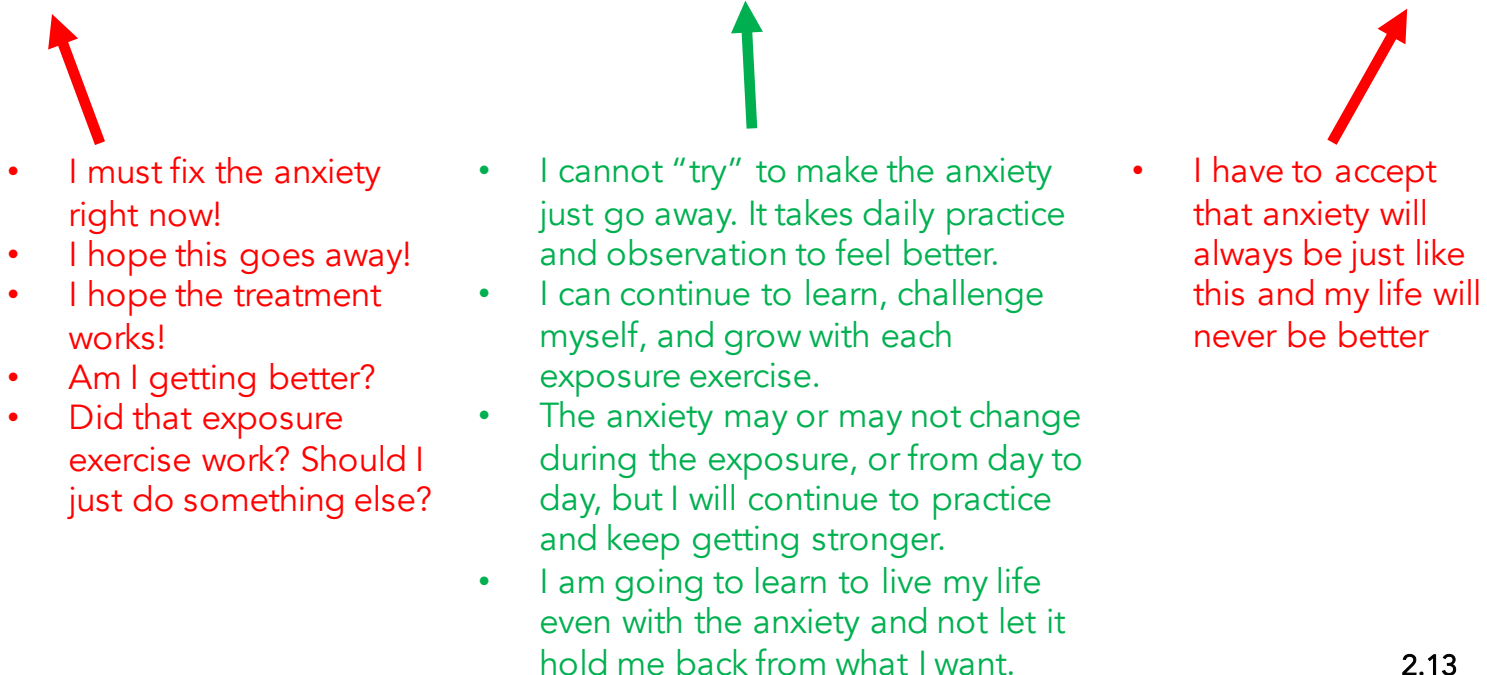 • I must fix the anxiety
right now!
• I hope this goes away!
• I hope the treatment
works!
• Am I getting better?
• Did that exposure
exercise work? Should I
just do something else?
• I cannot “try” to make the anxiety
just go away. It takes daily practice
and observation to feel better.
• I can continue to learn, challenge
myself, and grow with each
exposure exercise.
• The anxiety may or may not change
during the exposure, or from day to
day, but I will continue to practice
and keep getting stronger.
• I am going to learn to live my life
even with the anxiety and not let it
hold me back from what I want.
• I have to accept
that anxiety will
always be just like
this and my life will
never be better
2.13